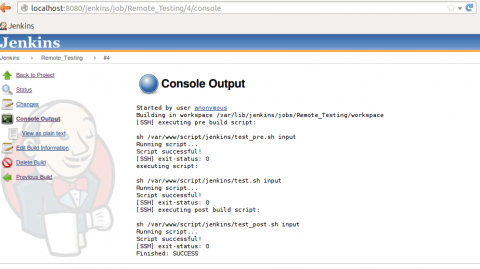 localhost:8080/jenkins/job/Remote_Testing/4/console
Jenkins
Jenkins
Jenkins › Remote_Testing › #4
Back to Project
Status
Changes
Console Output
View as plain text
Edit Build Information
Delete Build
Previous Build
Console Output
Started by user anonymous
Building in workspace /var/lib/jenkins/jobs/Remote_Testing/workspace
[SSH] executing pre build script:
sh /var/www/script/jenkins/test_pre.sh input
Running script...
Script successful!
[SSH] exit-status: 0
executing script:
sh /var/www/script/jenkins/test.sh input
Running script...
Script successful!
[SSH] exit-status: 0
[SSH] executing post build script:
sh /var/www/script/jenkins/test_post.sh input
Running script...
Script successful!
[SSH] exit-status: 0
Finished: SUCCESS